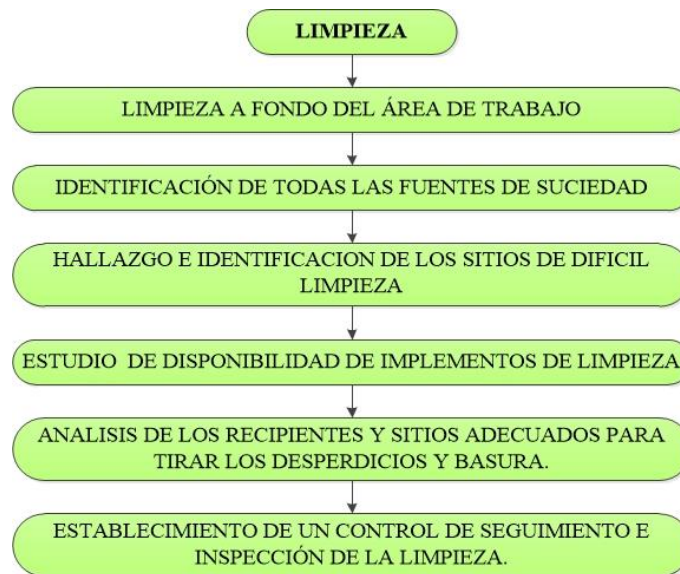 LIMPIEZA
LIMPIEZA A FONDO DEL ÁREA DE TRABAJO
IDENTIFICACIÓN DE TODAS LAS FUENTES DE SUCIEDAD
HALLAZGO E IDENTIFICACION DE LOS SITIOS DE DIFICIL
LIMPIEZA
ESTUDIO DE DISPONIBILIDAD DE IMPLEMENTOS DE LIMPIEZA
ANALISIS DE LOS RECIPIENTES Y SITIOS ADECUADOS PARA
TIRAR LOS DESPERDICIOS Y BASURA.
ESTABLECIMIENTO DE UN CONTROL DE SEGUIMIENTO E
INSPECCIÓN DE LA LIMPIEZA.